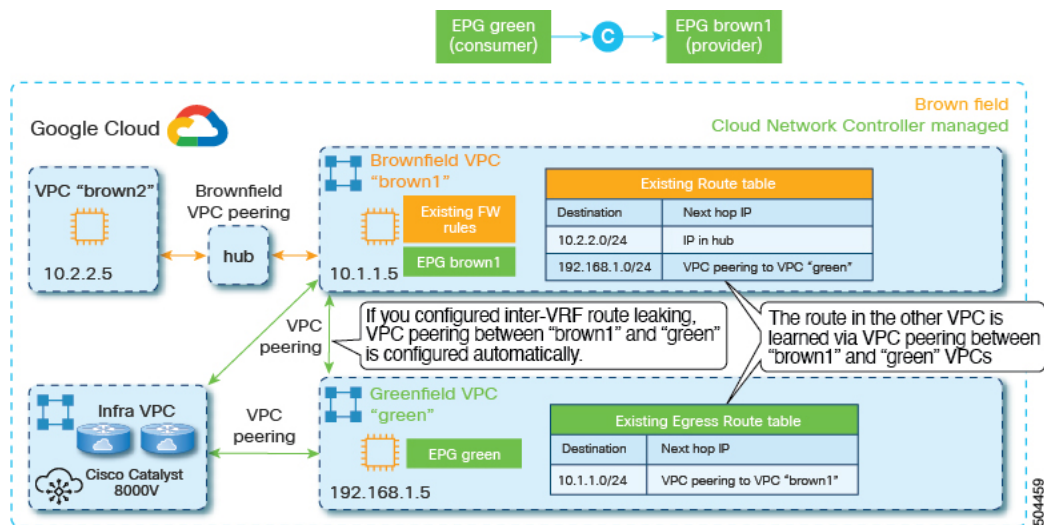 EPG green
(consumer)
C
EPG brown1
(provider)
Brown field
Cloud Network Controller managed
Google Cloud
VPC “brown2”
10.2.2.5
Brownfield
VPC peering
hub
Brownfield VPC
“brown1”
Existing FW
rules
EPG brown1
10.1.1.5
Existing Route table
Destination
Next hop IP
10.2.2.0/24
IP in hub
192.168.1.0/24
VPC peering to VPC “green”
VPC
peering
If you configured inter-VRF route leaking,
VPC peering between “brown1” and “green”
is configured automatically.
The route in the other VPC is
learned via VPC peering between
“brown1” and “green” VPCs
Infra VPC
Cisco Catalyst
8000V
VPC
peering
Greenfield VPC
“green”
EPG green
192.168.1.5
Existing Egress Route table
Destination
Next hop IP
10.1.1.0/24
VPC peering to VPC “brown1”
504459